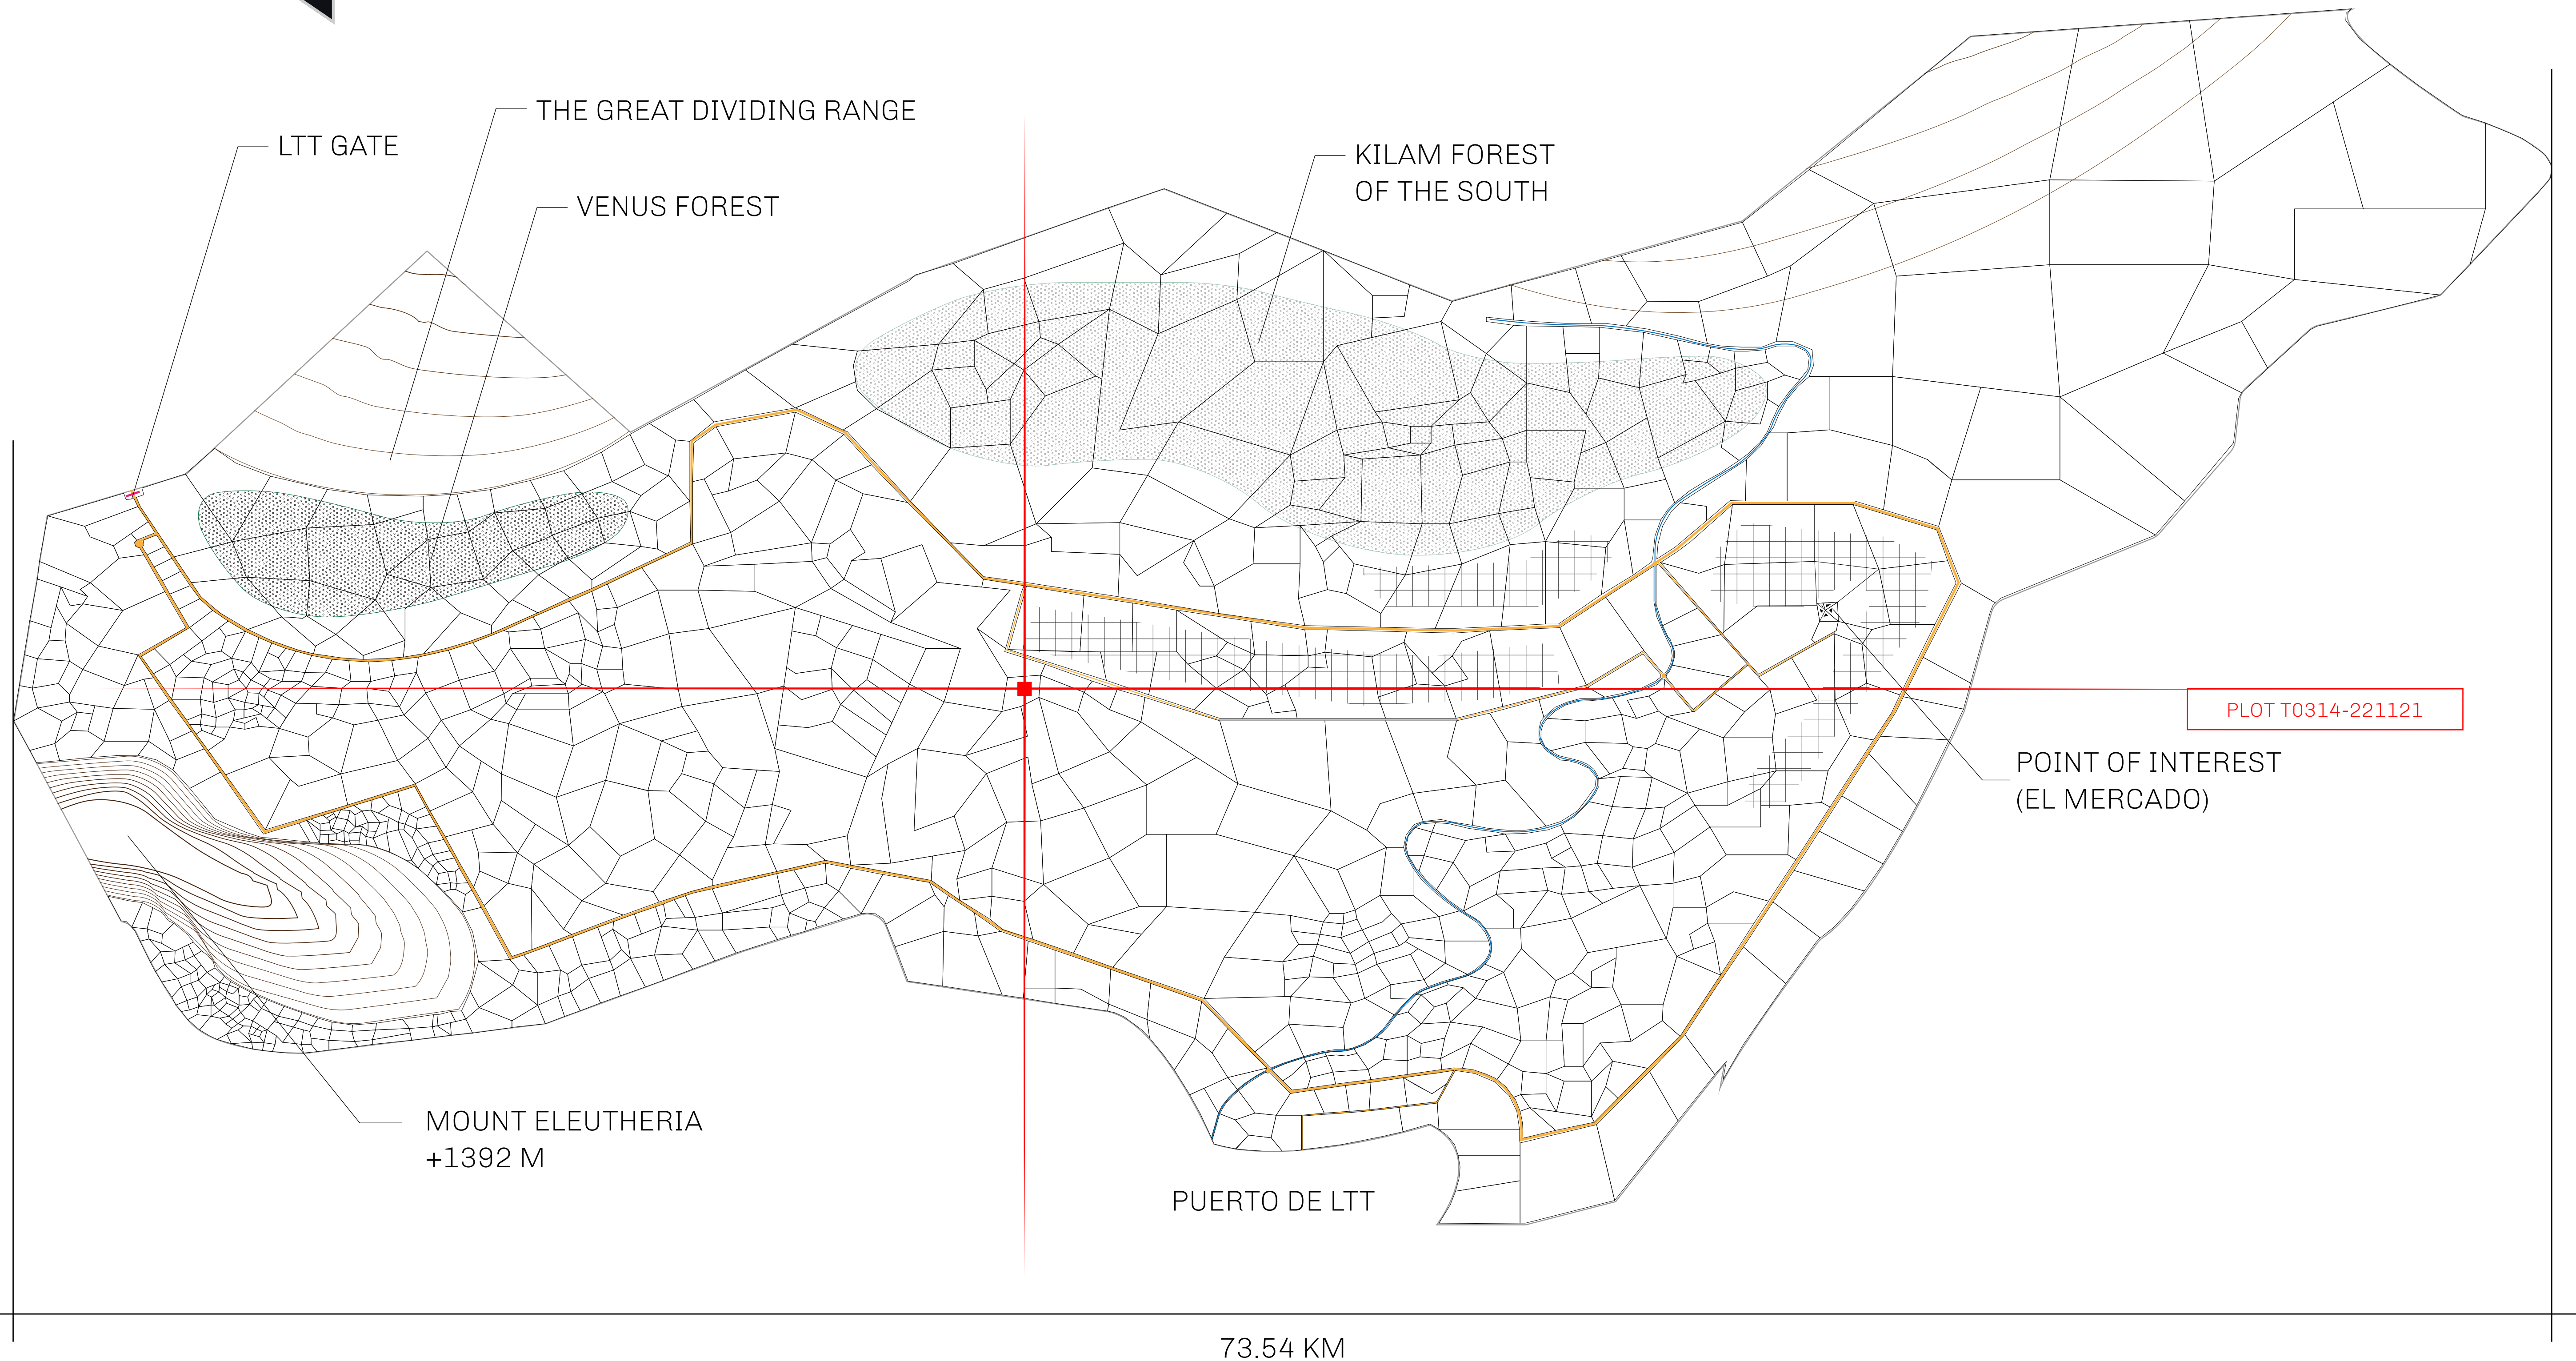 THE GREAT DIVIDING RANGE
LTT GATE
KILAM FOREST
OF THE SOUTH
VENUS FOREST
PLOT T0314-221121
POINT OF INTEREST
(EL MERCADO)
MOUNT ELEUTHERIA
+1392 M
PUERTO DE LTT
73.54 KM